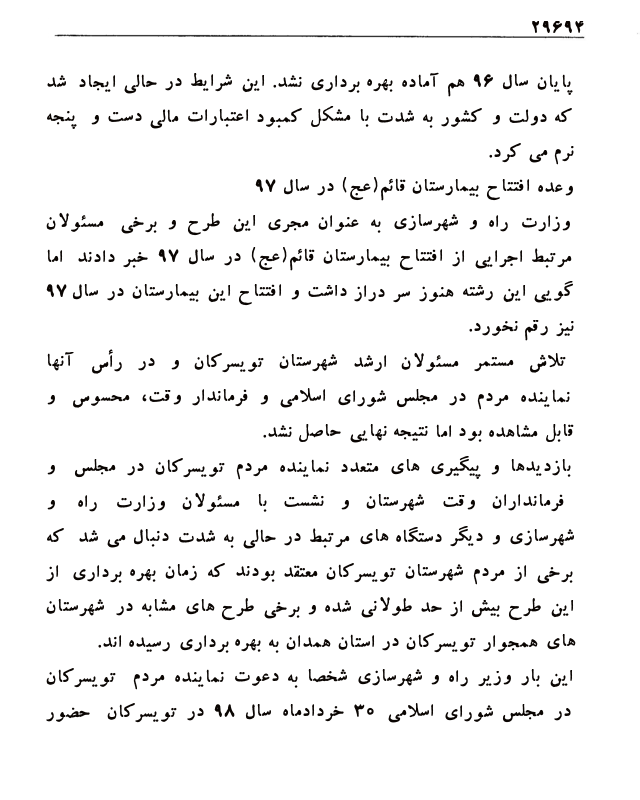 ۲۹۶۹۴
پایان سال ۹۶ هم آماده بهره برداری نشد. این شرایط در حالی ایجاد شد
که دولت و کشور به شدت با مشکل کمبود اعتبارات مالی دست و پنجه
نرم می کرد.
وعده افتتاح بیمارستان قائم(عج) در سال ۹۷
وزارت راه و شهرسازی به عنوان مجری این طرح و برخی مسئولان
مرتبط اجرایی از افتتاح بیمارستان قائم(عج) در سال ۹۷ خبر دادند اما
گویی این رشته هنوز سر دراز داشت و افتتاح این بیمارستان در سال ۹۷
نیز رقم نخورد.
تلاش مستمر مسئولان ارشد شهرستان تویسرکان و در رأس آنها
نماینده مردم در مجلس شورای اسلامی و فرماندار وقت، محسوس و
قابل مشاهده بود اما نتیجه نهایی حاصل نشد.
بازدیدها و پیگیری های متعدد نماینده مردم تویسرکان در مجلس و
فرمانداران وقت شهرستان و نشست با مسئولان وزارت راه و
شهرسازی و دیگر دستگاه های مرتبط در حالی به شدت دنبال می شد که
برخی از مردم شهرستان تویسرکان معتقد بودند که زمان بهره برداری از
این طرح بیش از حد طولانی شده و برخی طرح های مشابه در شهرستان
های همجوار تویسرکان در استان همدان به بهره برداری رسیده اند.
این بار وزیر راه و شهرسازی شخصا به دعوت نماینده مردم تویسرکان
در مجلس شورای اسلامی ۳۰ خردادماه سال ۹۸ در تویسرکان حضور